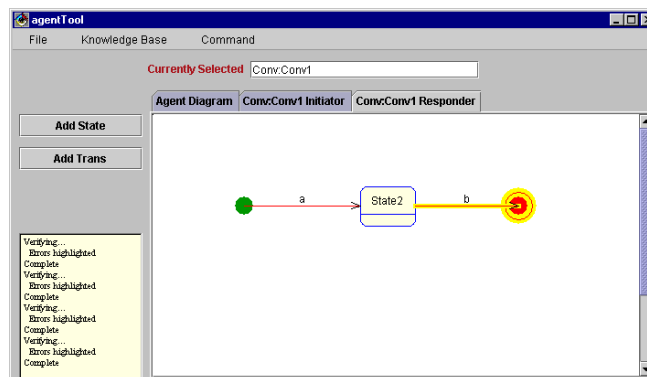 agentTool
File Knowledge Base Command
Currently Selected Conv:Conv1
Agent Diagram Conv:Conv1 Initiator Conv:Conv1 Responder
Add State
Add Trans
a State2 b
Verifying...
Errors highlighted
Complete
Verifying...
Errors highlighted
Complete
Verifying...
Errors highlighted
Complete
Verifying...
Errors highlighted
Complete